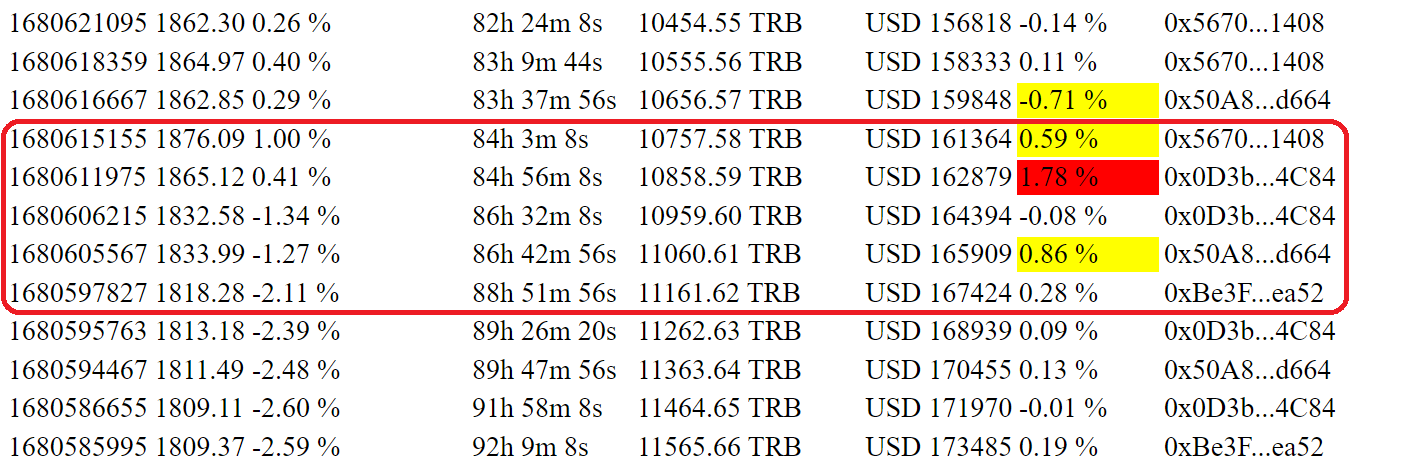 1680621095 1862.30 0.26 % 82h 24m 8s 10454.55 TRB USD 156818 -0.14 % 0x5670...1408
1680618359 1864.97 0.40 % 83h 9m 44s 10555.56 TRB USD 158333 0.11 % 0x5670...1408
1680616667 1862.85 0.29 % 83h 37m 56s 10656.57 TRB USD 159848 -0.71 % 0x50A8...d664
1680615155 1876.09 1.00 % 84h 3m 8s 10757.58 TRB USD 161364 0.59 % 0x5670...1408
1680611975 1865.12 0.41 % 84h 56m 8s 10858.59 TRB USD 162879 1.78 % 0x0D3b...4C84
1680606215 1832.58 -1.34 % 86h 32m 8s 10959.60 TRB USD 164394 -0.08 % 0x0D3b...4C84
1680605567 1833.99 -1.27 % 86h 42m 56s 11060.61 TRB USD 165909 0.86 % 0x50A8...d664
1680597827 1818.28 -2.11 % 88h 51m 56s 11161.62 TRB USD 167424 0.28 % 0xBe3F...ea52
1680595763 1813.18 -2.39 % 89h 26m 20s 11262.63 TRB USD 168939 0.09 % 0x0D3b...4C84
1680594467 1811.49 -2.48 % 89h 47m 56s 11363.64 TRB USD 170455 0.13 % 0x50A8...d664
1680586655 1809.11 -2.60 % 91h 58m 8s 11464.65 TRB USD 171970 -0.01 % 0x0D3b...4C84
1680585995 1809.37 -2.59 % 92h 9m 8s 11565.66 TRB USD 173485 0.19 % 0xBe3F...ea52